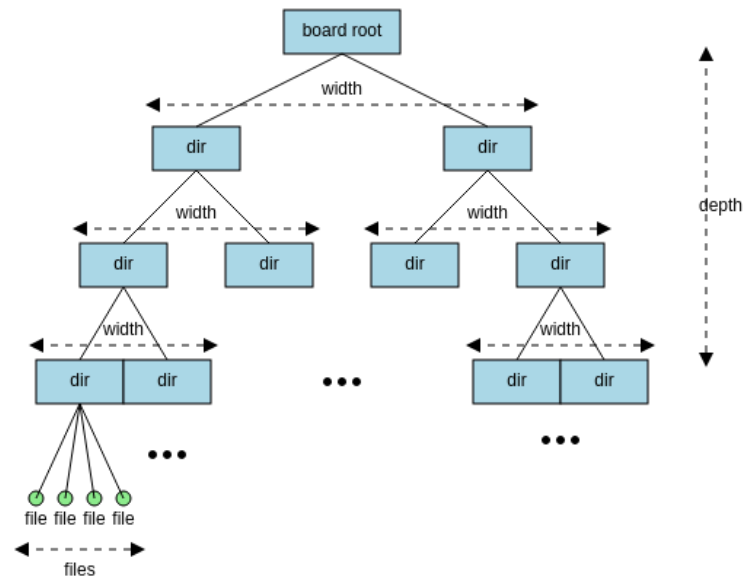 board root
width
dir
dir
depth
width
width
dir
dir
dir
dir
width
width
dir
dir
dir
dir
file
file
file
file
files